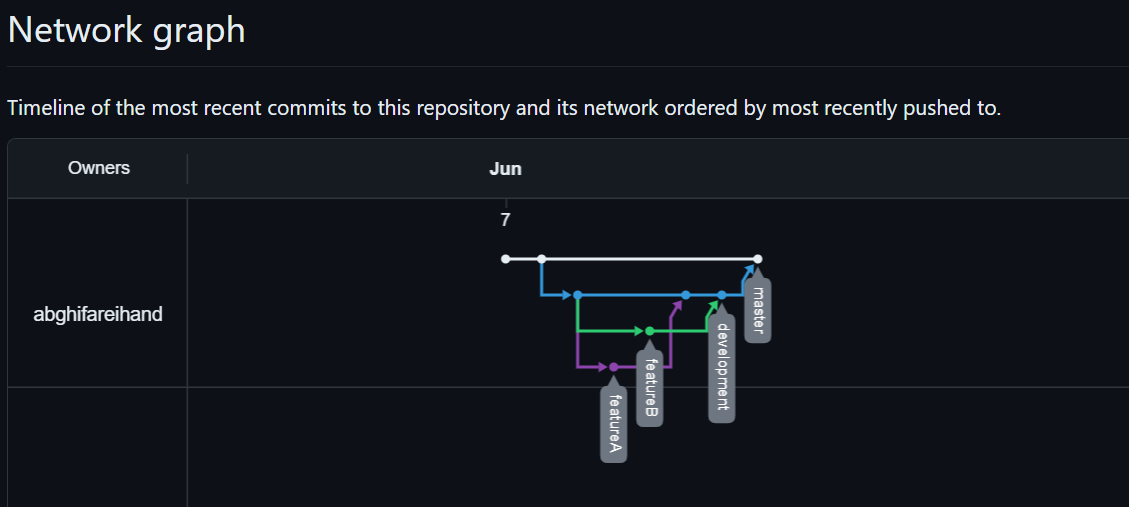 Network graph
Timeline of the most recent commits to this repository and its network ordered by most recently pushed to.
Owners
Jun
7
abghifareihand
master
development
featureB
featureA